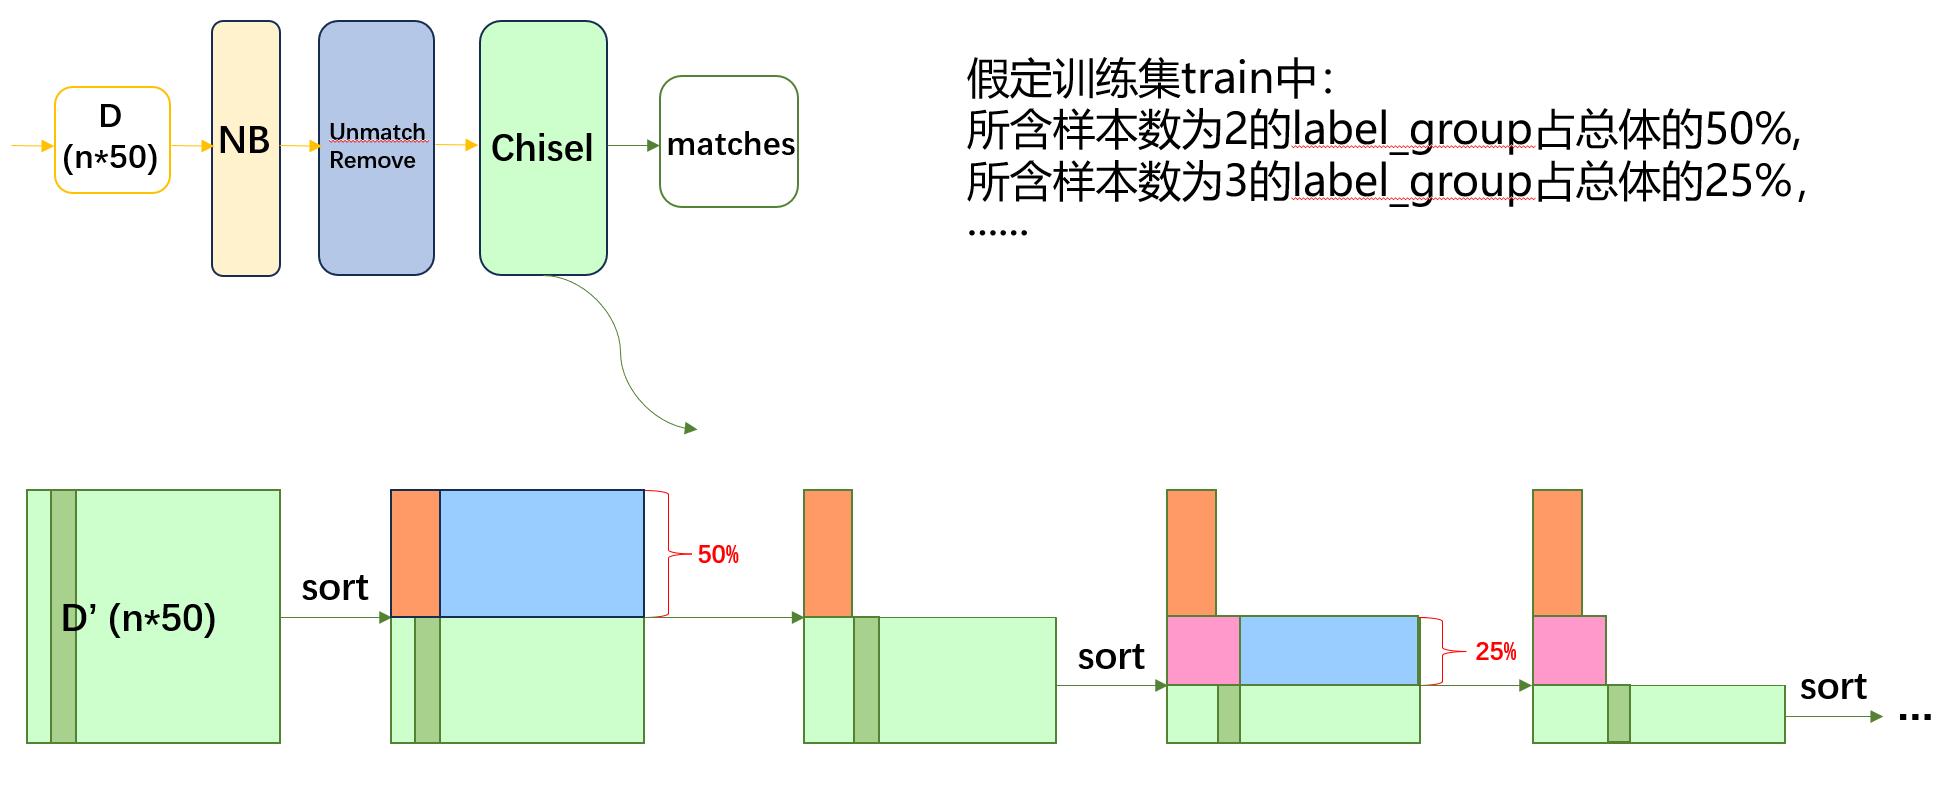 D
(n*50)
NB
Unmatch
Remove
Chisel
matches
假定训练集train中：
所含样本数为2的label_group占总体的50%,
所含样本数为3的label_group占总体的25%，
......
D’ (n*50)
sort
50%
sort
25%
sort
...